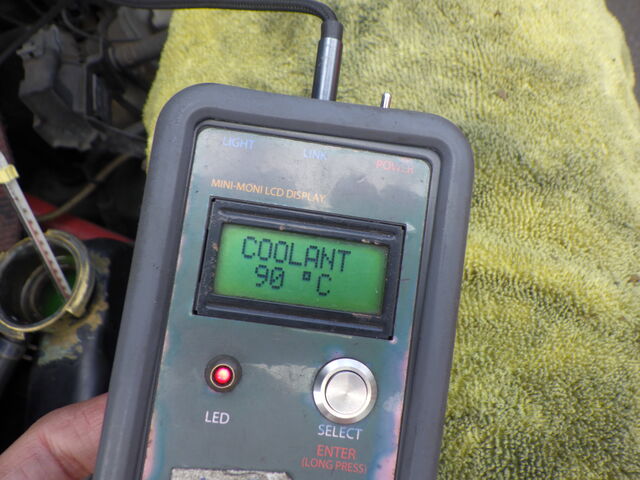 LIGHT
LINK
POWER
MINI-MONI LCD DISPLAY
COOLANT
90 °C
LED
SELECT
ENTER
(LONG PRESS)